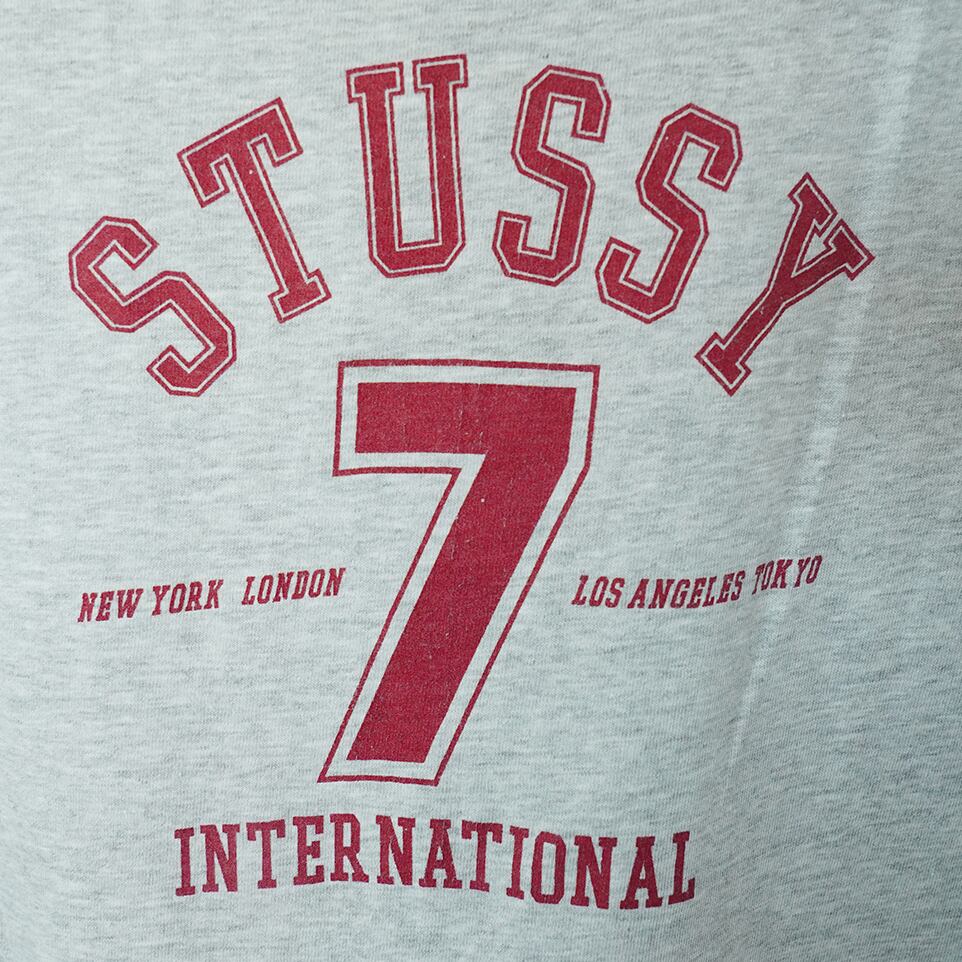 STUSSY
7
NEW YORK LONDON
LOS ANGELES TOKYO
INTERNATIONAL